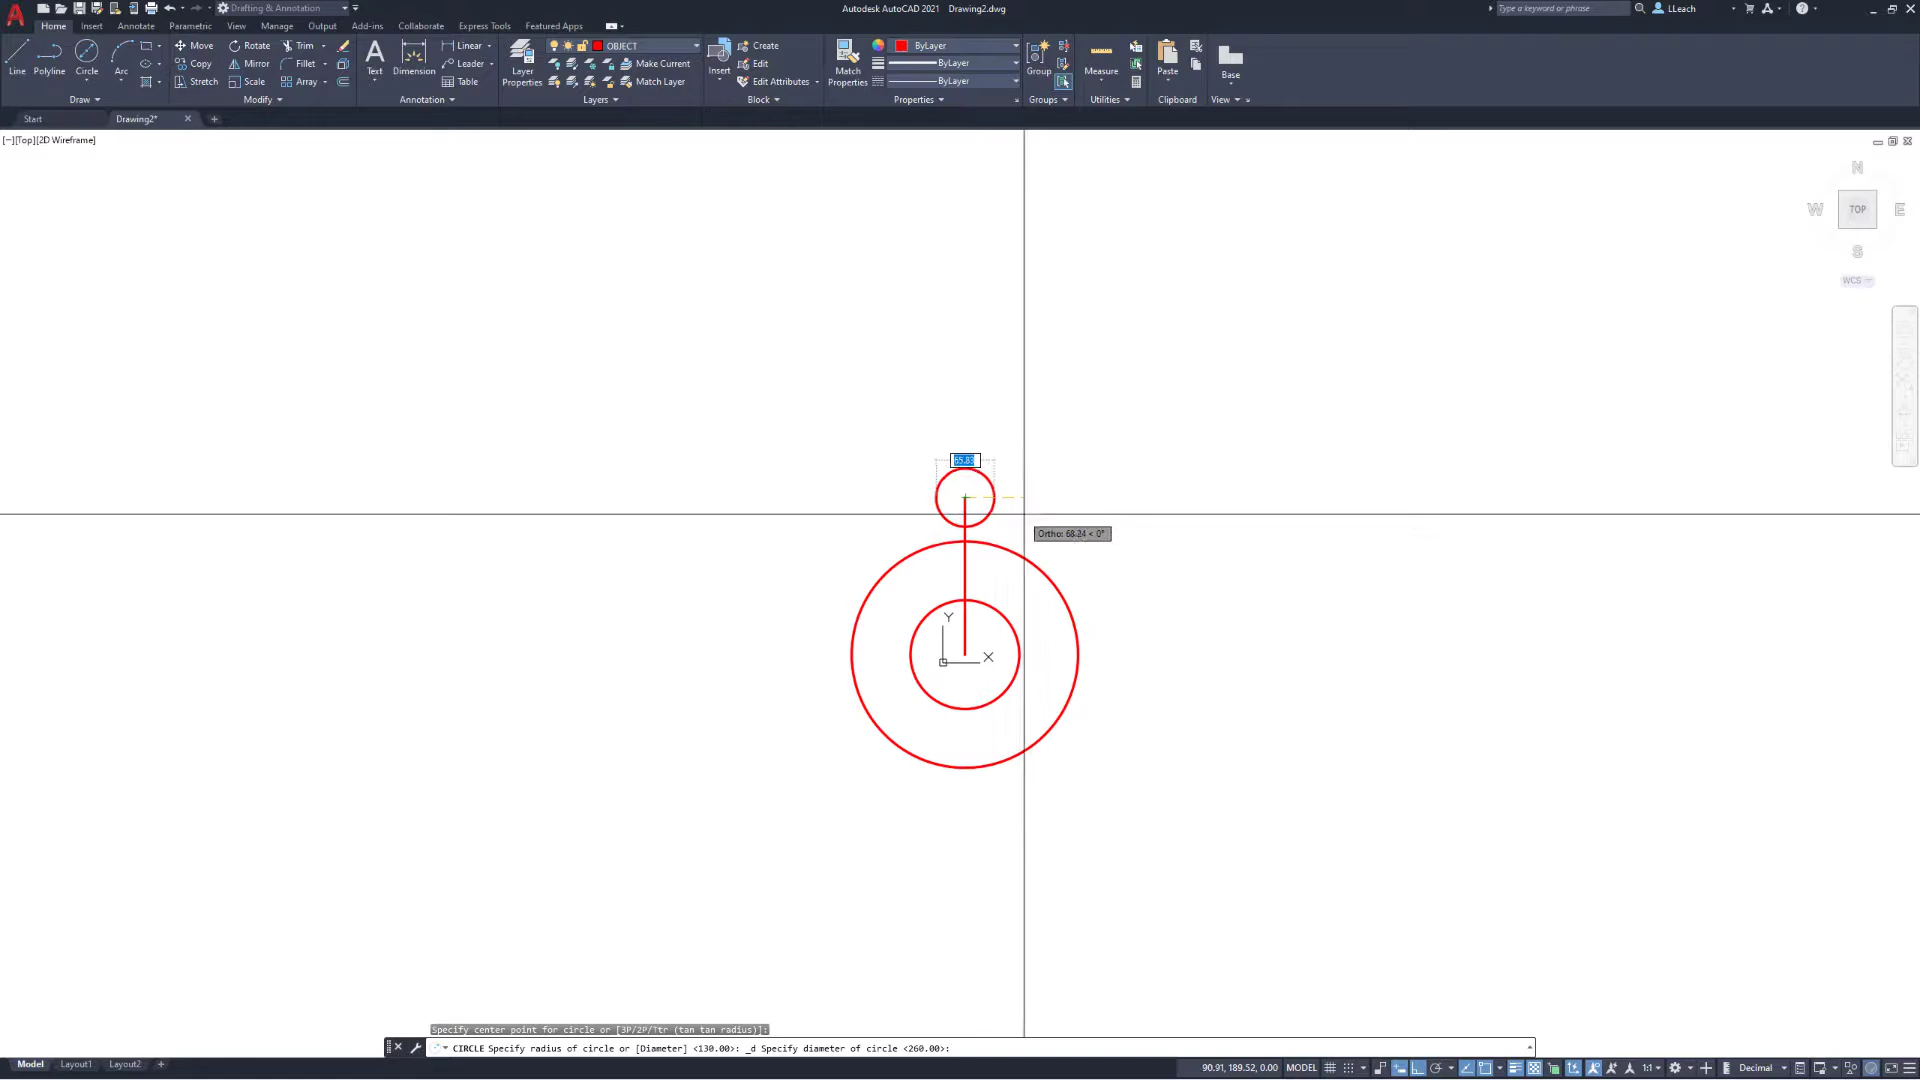 Drafting & Annotation
Autodesk AutoCAD 2021 Drawing2.dwg
Type a keyword or phrase
LLeach
Home Insert Annotate Parametric View Manage Output Add-ins Collaborate Express Tools Featured Apps
Line Polyline Circle Arc
Move Rotate Trim
Copy Mirror Fillet
Stretch Scale Array
Text Dimension
Linear
Leader
Table
Layer Properties
OBJECT
Make Current
Match Layer
Insert
Create
Edit
Edit Attributes
Match Properties
ByLayer
ByLayer
ByLayer
Group
Measure
Paste
Base
Draw Modify Annotation Layers Block Properties Groups Utilities Clipboard View
Start Drawing2*
[−][Top][2D Wireframe]
N
W TOP E
S
WCS
65.83
Ortho: 68.24 < 0°
Y
X
Specify center point for circle or [3P/2P/Ttr (tan tan radius)]:
CIRCLE Specify radius of circle or [Diameter] <130.00>: _d Specify diameter of circle <260.00>:
Model Layout1 Layout2
90.91, 189.52, 0.00 MODEL
1:1
Decimal